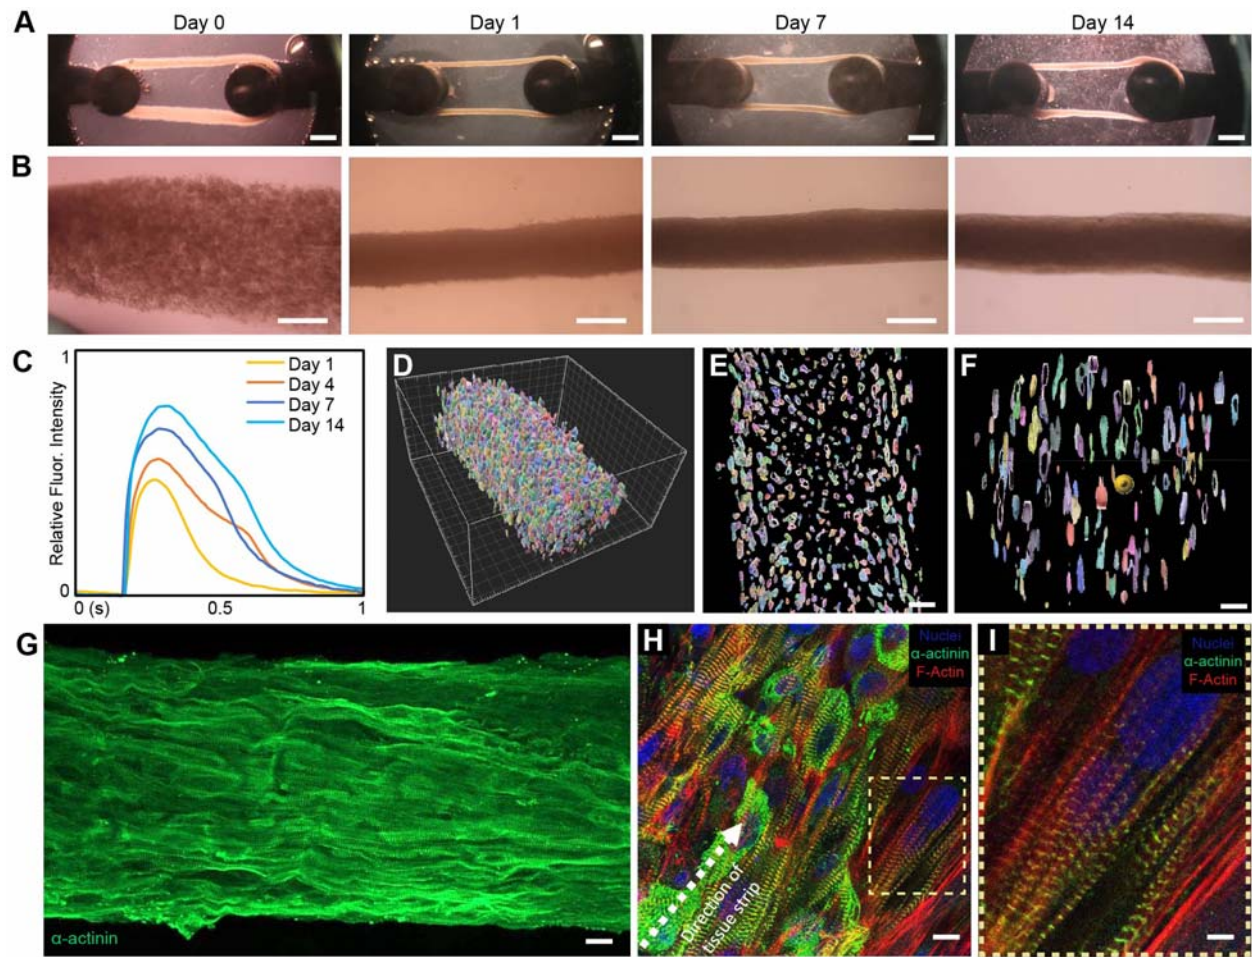 A
Day 0
Day 1
Day 7
Day 14
B
C
1
Relative Fluor. Intensity
0
0 (s)
0.5
1
Day 1
Day 4
Day 7
Day 14
D
E
F
G
α-actinin
H
Nuclei
α-actinin
F-Actin
Direction of
tissue strip
I
Nuclei
α-actinin
F-Actin